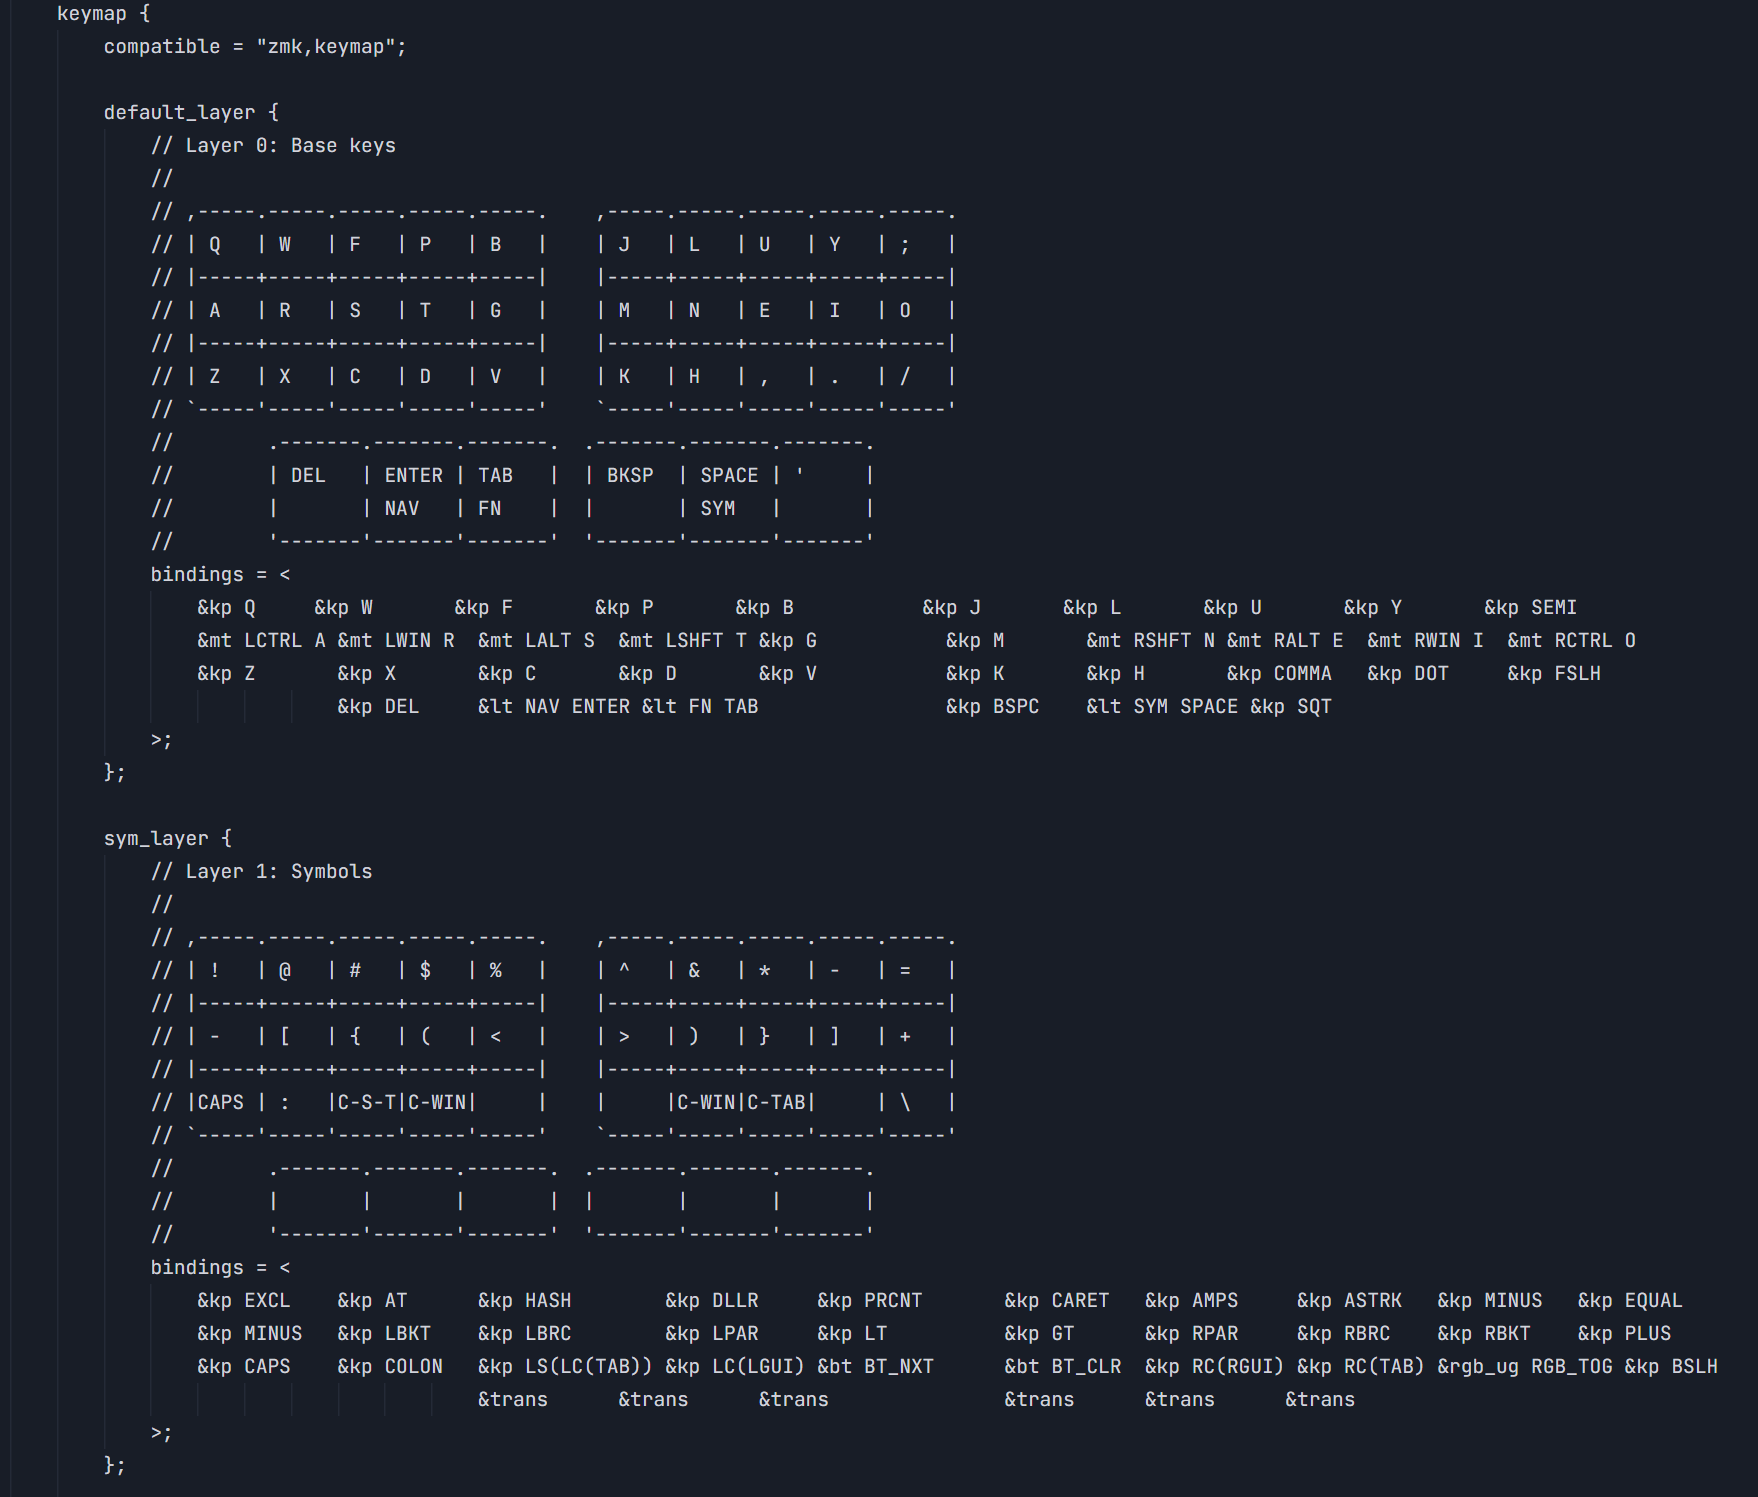 keymap {
    compatible = "zmk,keymap";

    default_layer {
        // Layer 0: Base keys
        //
        // ,-----.-----.-----.-----.-----.    ,-----.-----.-----.-----.-----.
        // | Q   | W   | F   | P   | B   |    | J   | L   | U   | Y   | ;   |
        // |-----+-----+-----+-----+-----|    |-----+-----+-----+-----+-----|
        // | A   | R   | S   | T   | G   |    | M   | N   | E   | I   | O   |
        // |-----+-----+-----+-----+-----|    |-----+-----+-----+-----+-----|
        // | Z   | X   | C   | D   | V   |    | K   | H   | ,   | .   | /   |
        // `-----'-----'-----'-----'-----'    `-----'-----'-----'-----'-----'
        //        .-------.-------.-------.  .-------.-------.-------.
        //        | DEL   | ENTER | TAB   |  | BKSP  | SPACE | '     |
        //        |       | NAV   | FN    |  |       | SYM   |       |
        //        '-------'-------'-------'  '-------'-------'-------'
        bindings = <
            &kp Q     &kp W       &kp F       &kp P       &kp B           &kp J       &kp L       &kp U       &kp Y       &kp SEMI
            &mt LCTRL A &mt LWIN R  &mt LALT S  &mt LSHFT T &kp G           &kp M       &mt RSHFT N &mt RALT E  &mt RWIN I  &mt RCTRL O
            &kp Z       &kp X       &kp C       &kp D       &kp V           &kp K       &kp H       &kp COMMA   &kp DOT     &kp FSLH
                        &kp DEL     &lt NAV ENTER &lt FN TAB                &kp BSPC    &lt SYM SPACE &kp SQT
        >;
    };

    sym_layer {
        // Layer 1: Symbols
        //
        // ,-----.-----.-----.-----.-----.    ,-----.-----.-----.-----.-----.
        // | !   | @   | #   | $   | %   |    | ^   | &   | *   | -   | =   |
        // |-----+-----+-----+-----+-----|    |-----+-----+-----+-----+-----|
        // | -   | [   | {   | (   | <   |    | >   | )   | }   | ]   | +   |
        // |-----+-----+-----+-----+-----|    |-----+-----+-----+-----+-----|
        // |CAPS | :   |C-S-T|C-WIN|     |    |     |C-WIN|C-TAB|     | \   |
        // `-----'-----'-----'-----'-----'    `-----'-----'-----'-----'-----'
        //        .-------.-------.-------.  .-------.-------.-------.
        //        |       |       |       |  |       |       |       |
        //        '-------'-------'-------'  '-------'-------'-------'
        bindings = <
            &kp EXCL    &kp AT      &kp HASH        &kp DLLR     &kp PRCNT       &kp CARET   &kp AMPS     &kp ASTRK   &kp MINUS   &kp EQUAL
            &kp MINUS   &kp LBKT    &kp LBRC        &kp LPAR     &kp LT          &kp GT      &kp RPAR     &kp RBRC    &kp RBKT    &kp PLUS
            &kp CAPS    &kp COLON   &kp LS(LC(TAB)) &kp LC(LGUI) &bt BT_NXT      &bt BT_CLR  &kp RC(RGUI) &kp RC(TAB) &rgb_ug RGB_TOG &kp BSLH
                                    &trans      &trans      &trans               &trans      &trans      &trans
        >;
    };